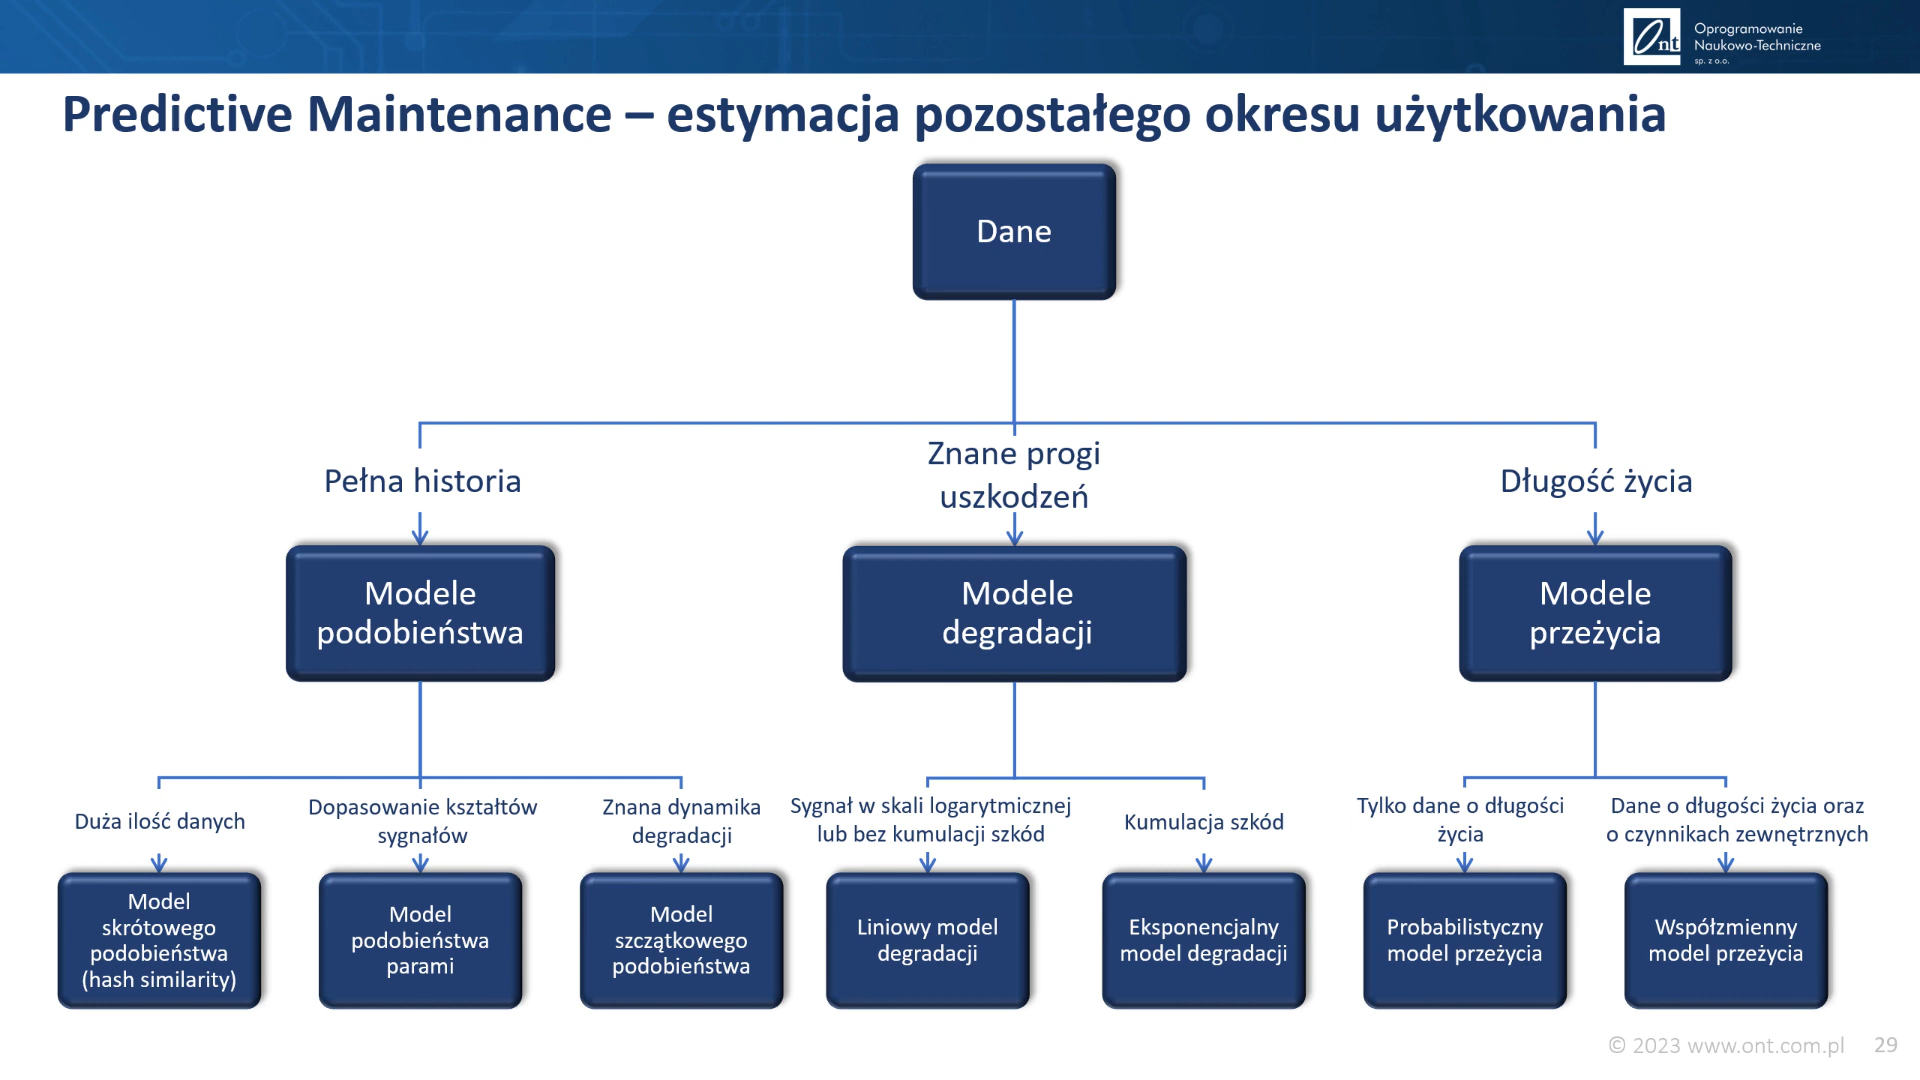 Ont
Oprogramowanie
Naukowo-Techniczne
sp. z o.o.
Predictive Maintenance – estymacja pozostałego okresu użytkowania
Dane
Pełna historia
Znane progi
uszkodzeń
Długość życia
Modele
podobieństwa
Modele
degradacji
Modele
przeżycia
Duża ilość danych
Dopasowanie kształtów
sygnałów
Znana dynamika
degradacji
Sygnał w skali logarytmicznej
lub bez kumulacji szkód
Kumulacja szkód
Tylko dane o długości
życia
Dane o długości życia oraz
o czynnikach zewnętrznych
Model
skrótowego
podobieństwa
(hash similarity)
Model
podobieństwa
parami
Model
szczątkowego
podobieństwa
Liniowy model
degradacji
Eksponencjalny
model degradacji
Probabilistyczny
model przeżycia
Współzmienny
model przeżycia
© 2023 www.ont.com.pl 29